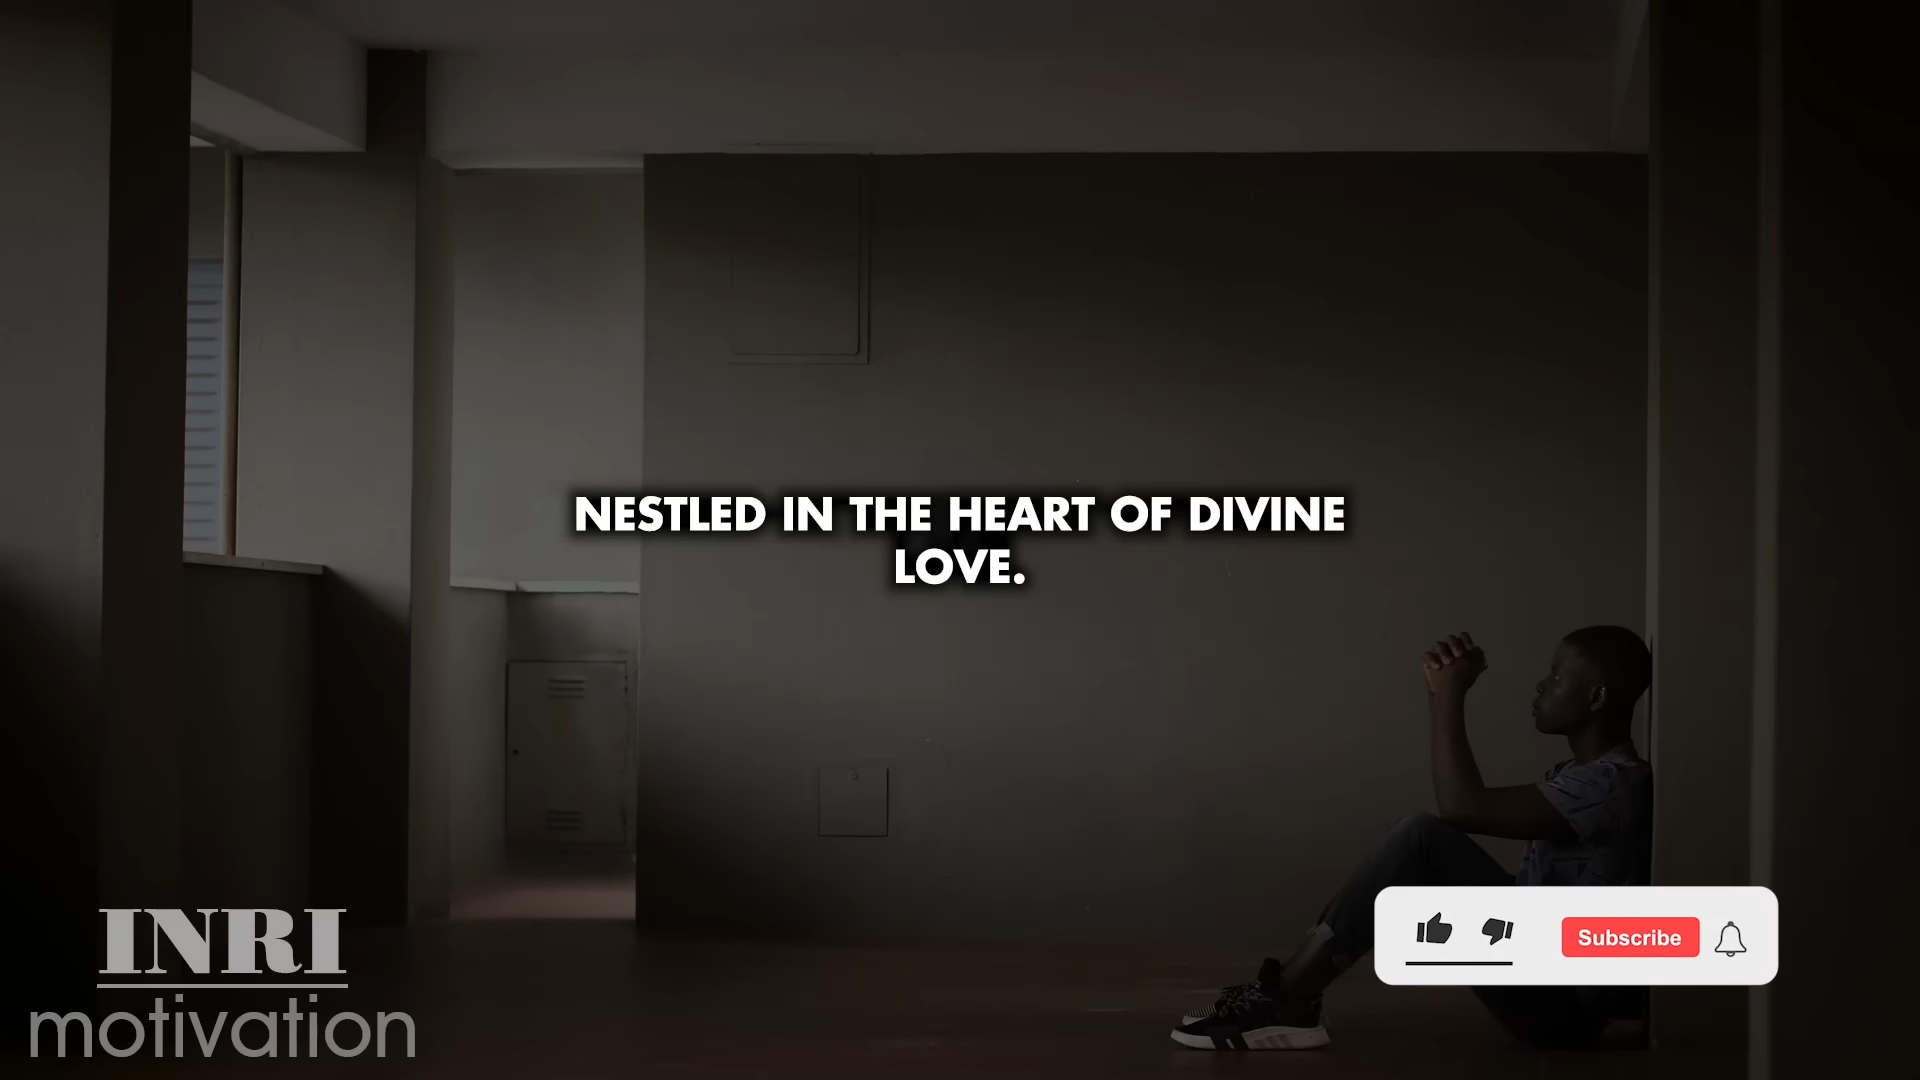 NESTLED IN THE HEART OF DIVINE
LOVE.
INRI
motivation
Subscribe